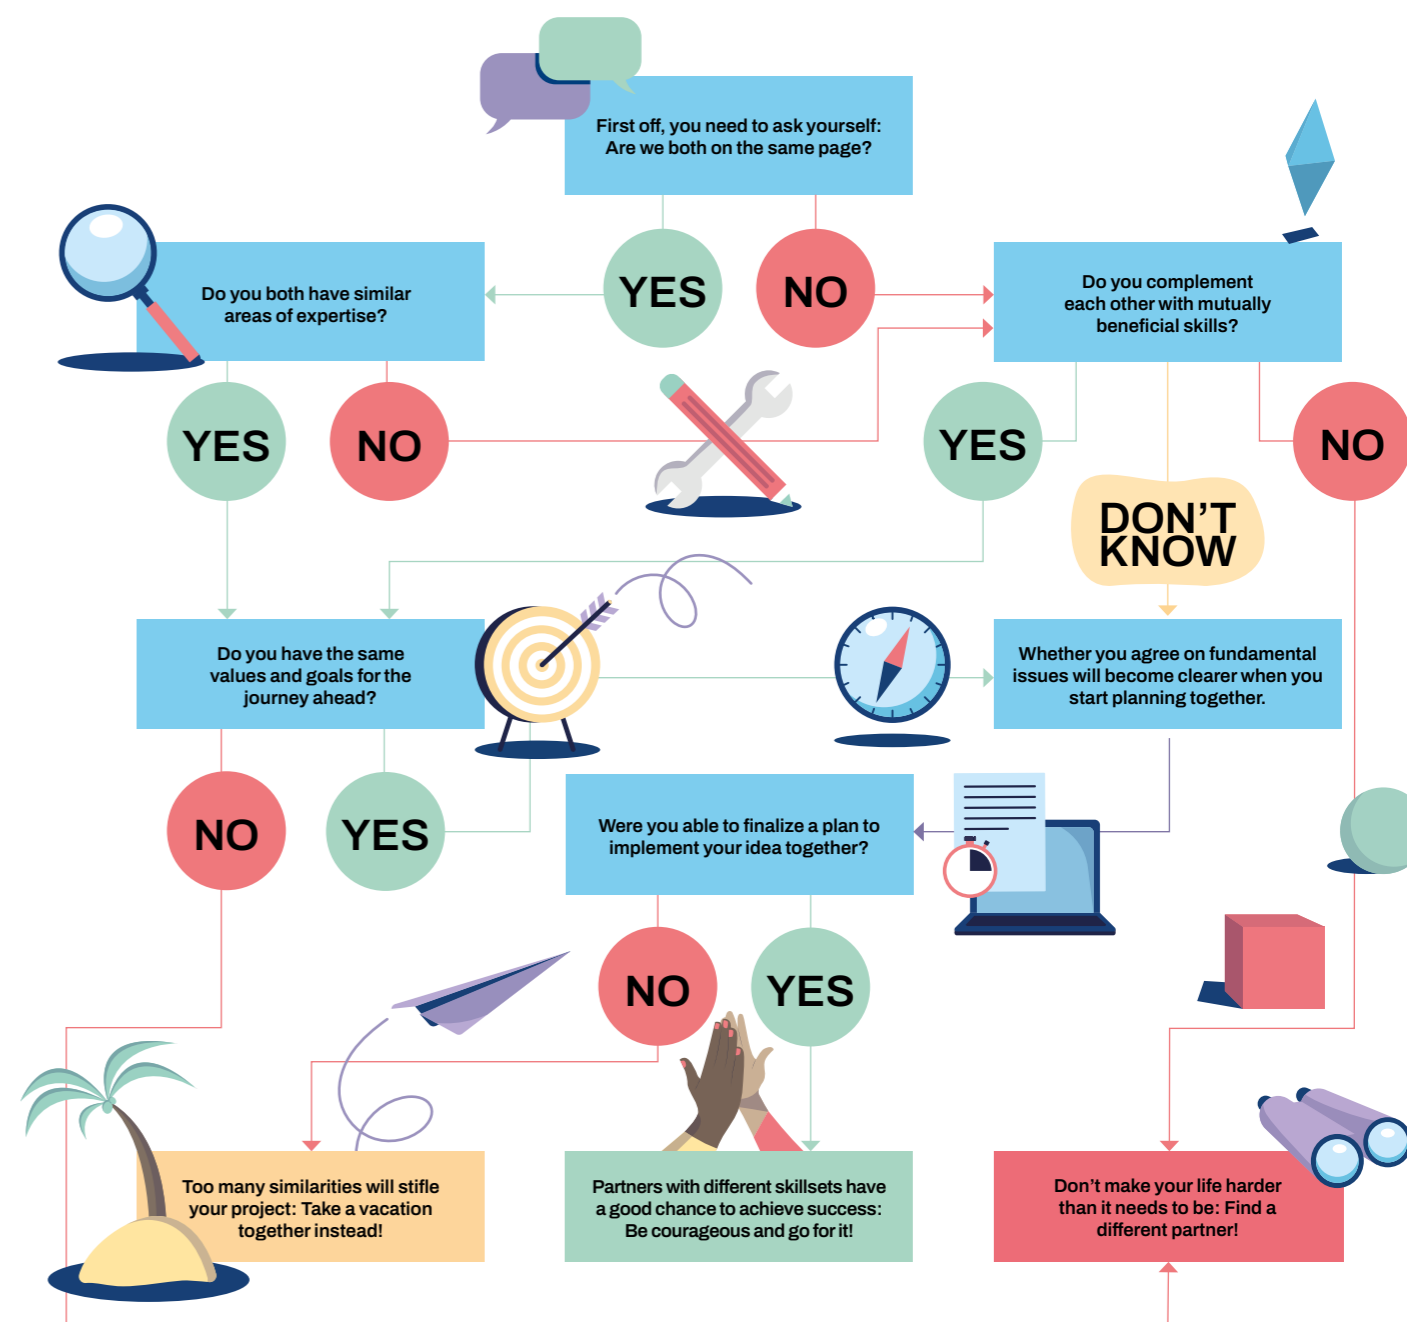 First off, you need to ask yourself:
Are we both on the same page?
YES
NO
Do you both have similar
areas of expertise?
Do you complement
each other with mutually
beneficial skills?
YES
NO
YES
DON'T
KNOW
NO
Do you have the same
values and goals for the
journey ahead?
Whether you agree on fundamental
issues will become clearer when you
start planning together.
NO
YES
Were you able to finalize a plan to
implement your idea together?
NO
YES
Too many similarities will stifle
your project: Take a vacation
together instead!
Partners with different skillsets have
a good chance to achieve success:
Be courageous and go for it!
Don’t make your life harder
than it needs to be: Find a
different partner!